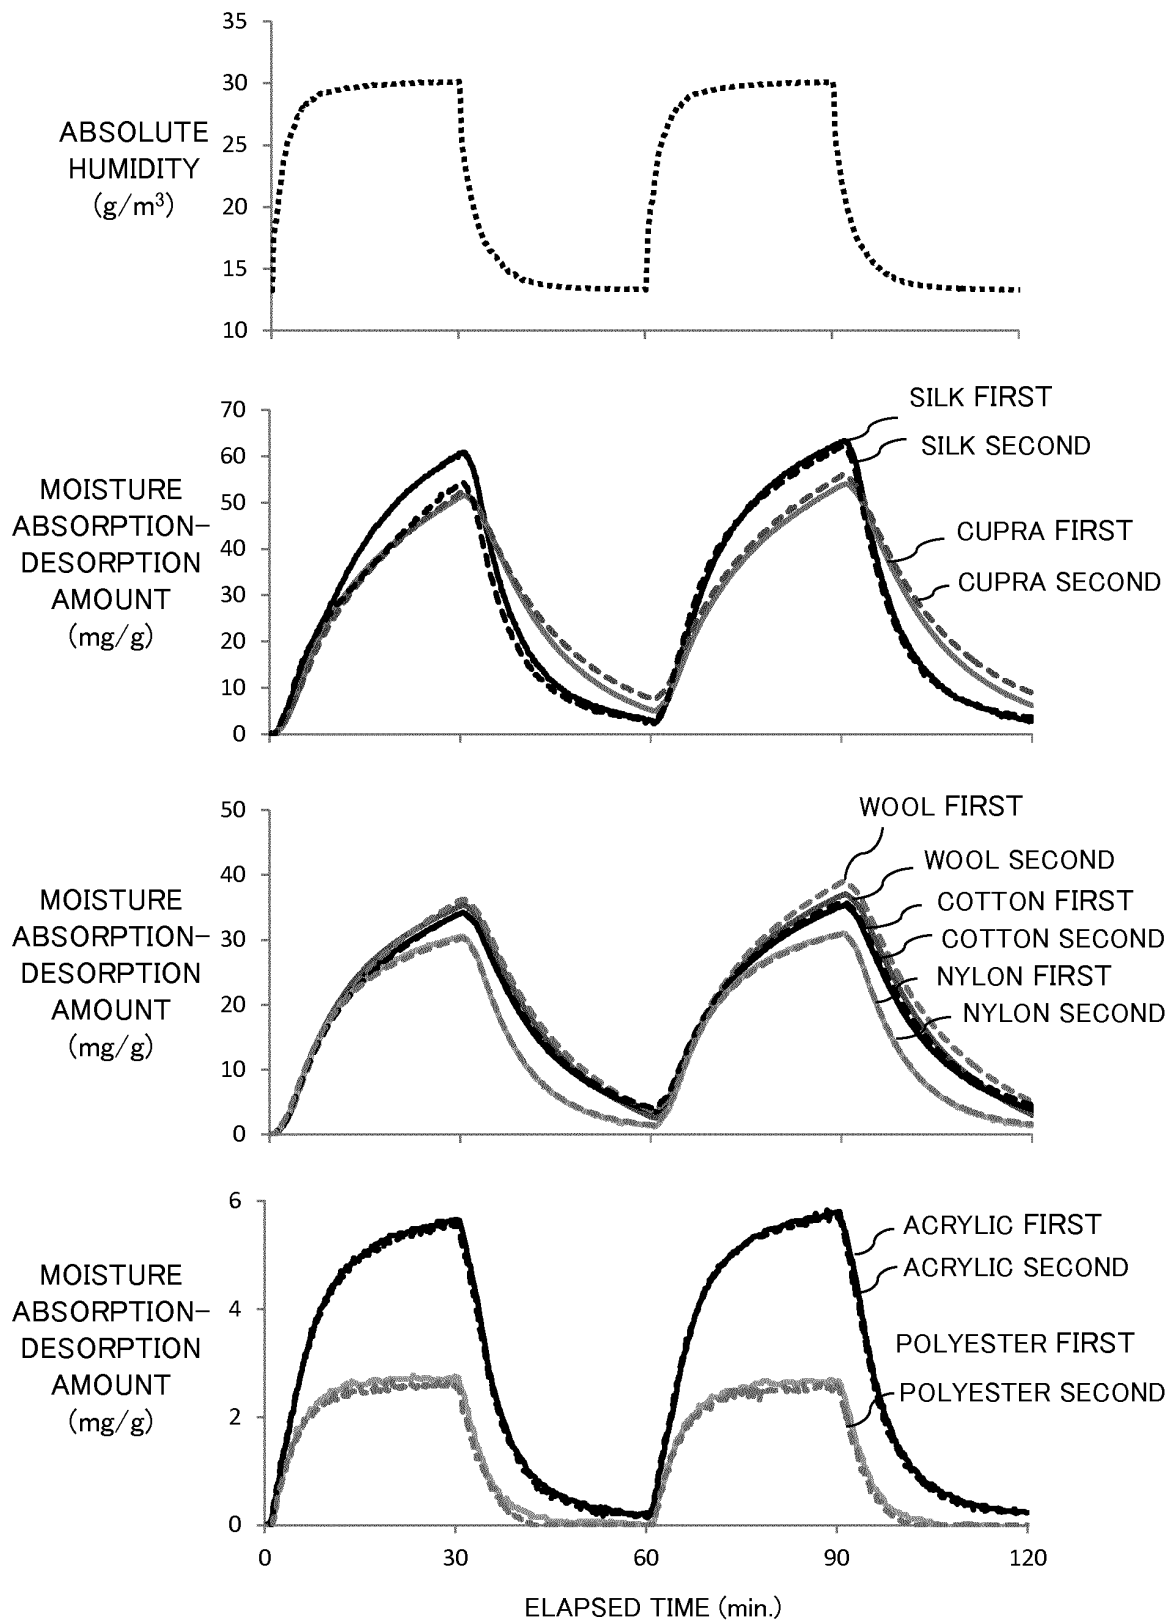 35
30
25
20
15
10
ABSOLUTE
HUMIDITY
(g/m³)
70
60
50
40
30
20
10
0
MOISTURE
ABSORPTION-
DESORPTION
AMOUNT
(mg/g)
SILK FIRST
SILK SECOND
CUPRA FIRST
CUPRA SECOND
50
40
30
20
10
0
MOISTURE
ABSORPTION-
DESORPTION
AMOUNT
(mg/g)
WOOL FIRST
WOOL SECOND
COTTON FIRST
COTTON SECOND
NYLON FIRST
NYLON SECOND
6
4
2
0
MOISTURE
ABSORPTION-
DESORPTION
AMOUNT
(mg/g)
ACRYLIC FIRST
ACRYLIC SECOND
POLYESTER FIRST
POLYESTER SECOND
0 30 60 90 120
ELAPSED TIME (min.)